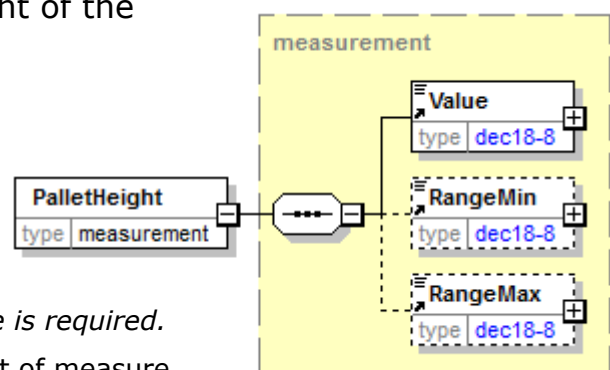 ht of the
measurement
Value
type dec18-8
PalletHeight
type measurement
RangeMin
type dec18-8
RangeMax
type dec18-8
e is required.
t of measure